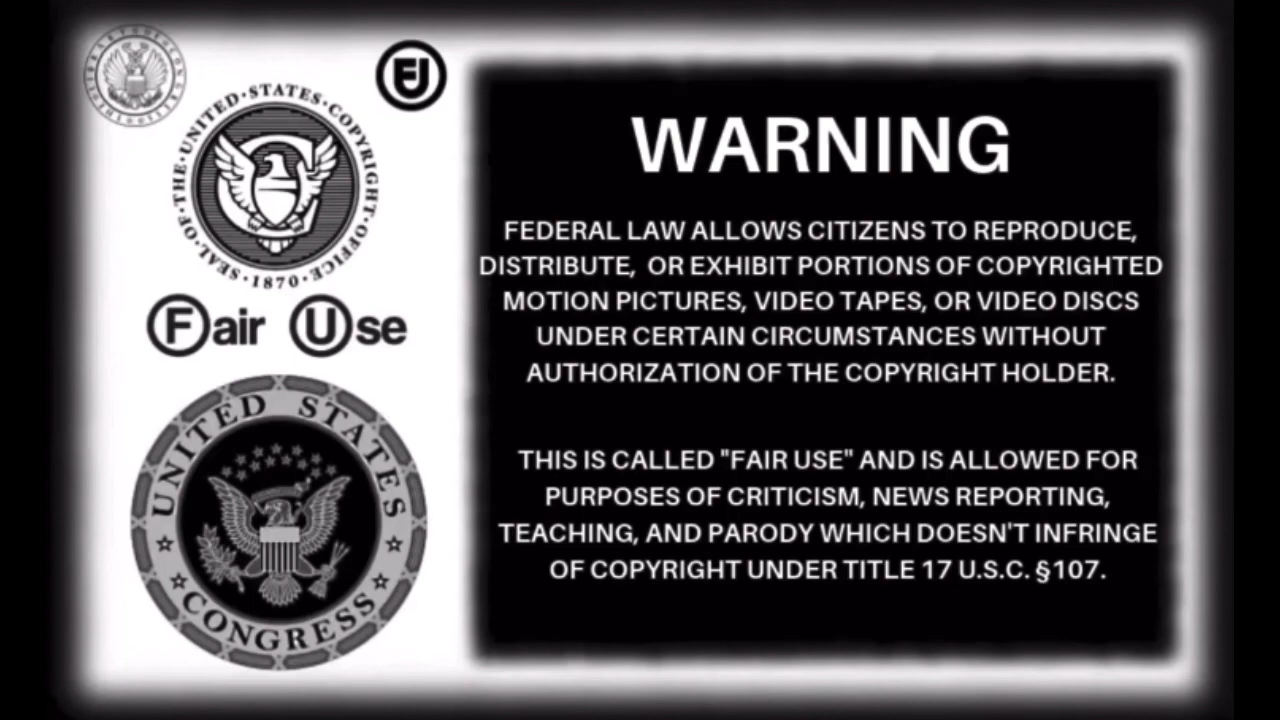 SEAL·OF·THE·UNITED·STATES·COPYRIGHT·OFFICE
·1870·
Fair Use
UNITED STATES
CONGRESS
WARNING
FEDERAL LAW ALLOWS CITIZENS TO REPRODUCE,
DISTRIBUTE, OR EXHIBIT PORTIONS OF COPYRIGHTED
MOTION PICTURES, VIDEO TAPES, OR VIDEO DISCS
UNDER CERTAIN CIRCUMSTANCES WITHOUT
AUTHORIZATION OF THE COPYRIGHT HOLDER.
THIS IS CALLED "FAIR USE" AND IS ALLOWED FOR
PURPOSES OF CRITICISM, NEWS REPORTING,
TEACHING, AND PARODY WHICH DOESN'T INFRINGE
OF COPYRIGHT UNDER TITLE 17 U.S.C. §107.